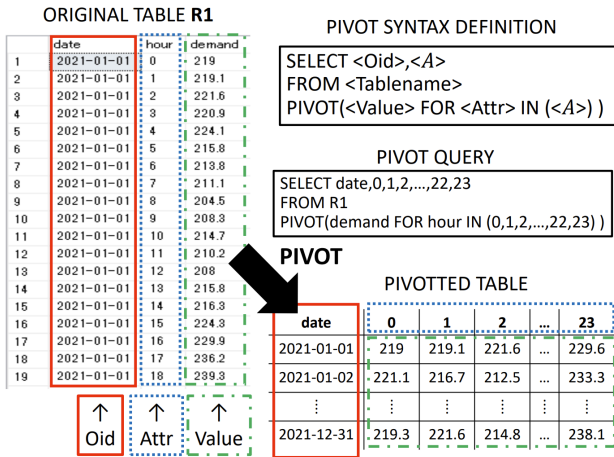 ORIGINAL TABLE R1
date hour demand
1 2021-01-01 0 219
2 2021-01-01 1 219.1
3 2021-01-01 2 221.6
4 2021-01-01 3 220.9
5 2021-01-01 4 224.1
6 2021-01-01 5 215.8
7 2021-01-01 6 213.8
8 2021-01-01 7 211.1
9 2021-01-01 8 204.5
10 2021-01-01 9 208.3
11 2021-01-01 10 214.7
12 2021-01-01 11 210.2
13 2021-01-01 12 208
14 2021-01-01 13 215.8
15 2021-01-01 14 216.3
16 2021-01-01 15 224.3
17 2021-01-01 16 229.9
18 2021-01-01 17 236.2
19 2021-01-01 18 239.3
↑ ↑ ↑
Oid Attr Value
PIVOT SYNTAX DEFINITION
SELECT <Oid>,<A>
FROM <Tablename>
PIVOT(<Value> FOR <Attr> IN (<A>) )
PIVOT QUERY
SELECT date,0,1,2,...,22,23
FROM R1
PIVOT(demand FOR hour IN (0,1,2,...,22,23) )
PIVOT
PIVOTTED TABLE
date 0 1 2 ... 23
2021-01-01 219 219.1 221.6 ... 229.6
2021-01-02 221.1 216.7 212.5 ... 233.3
⋮ ⋮ ⋮ ⋮ ⋮ ⋮
2021-12-31 219.3 221.6 214.8 ... 238.1